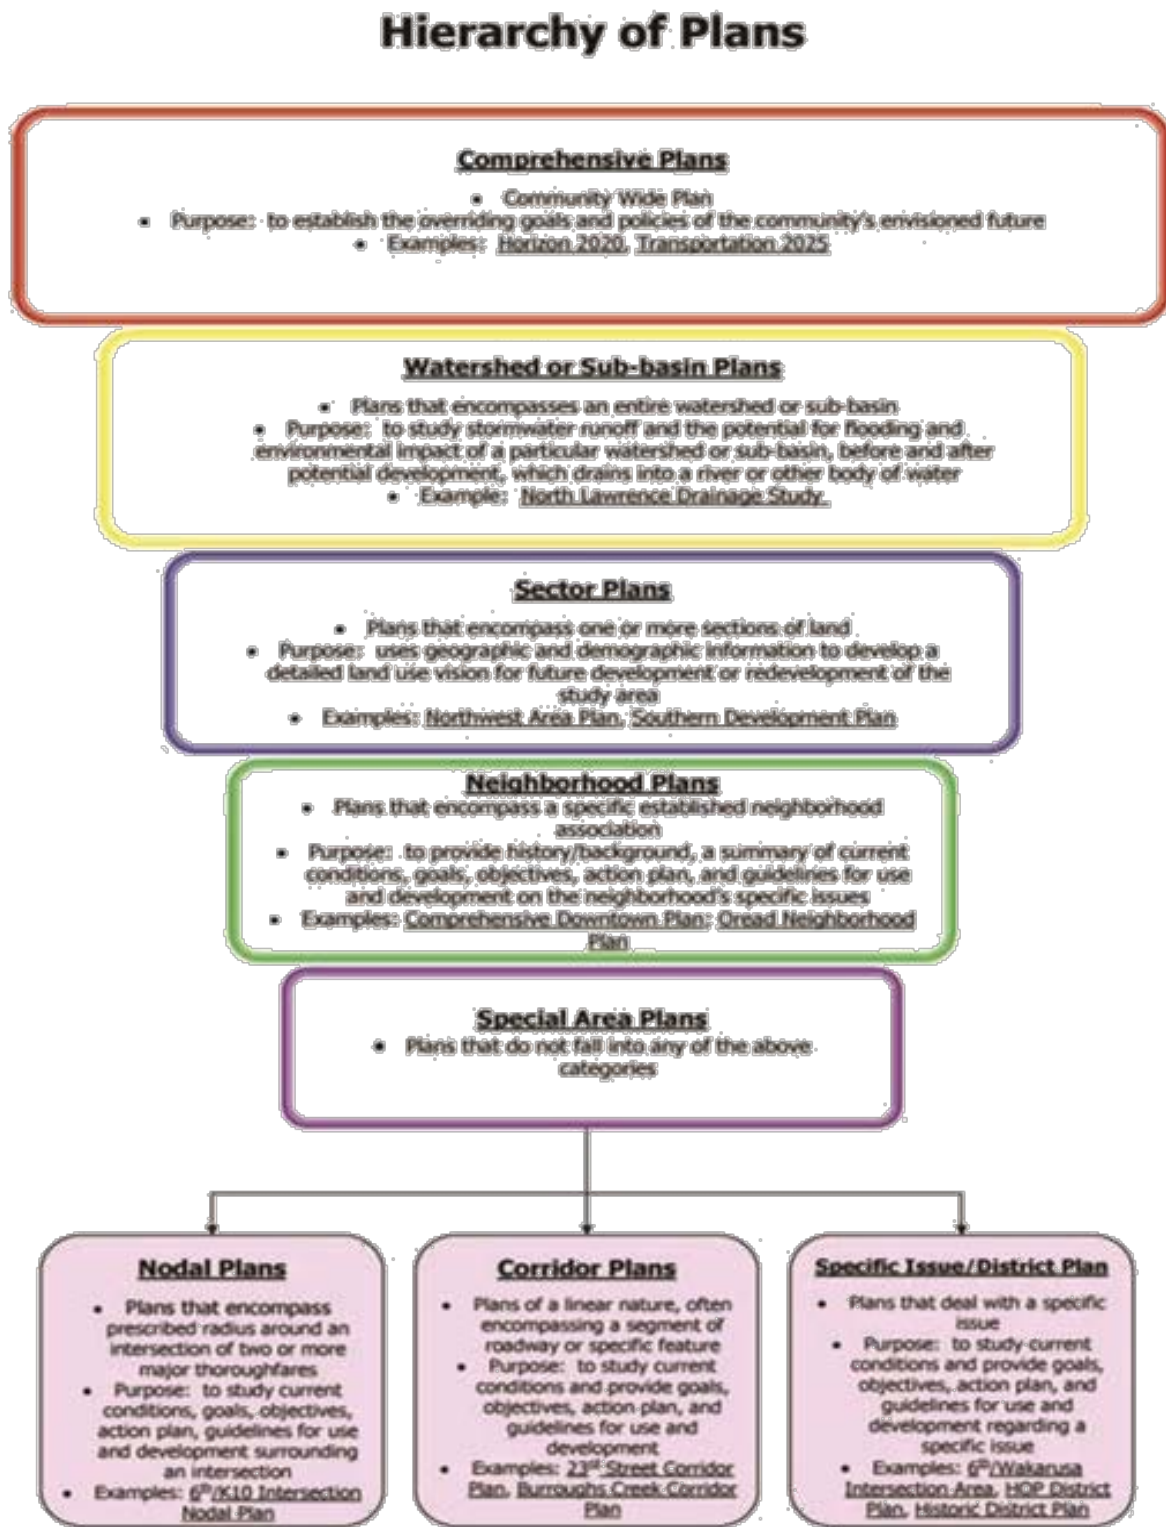 Hierarchy of Plans
Comprehensive Plans
• Community Wide Plan
• Purpose: to establish the overriding goals and policies of the community's envisioned future
• Examples: Horizon 2020, Transportation 2025
Watershed or Sub-basin Plans
• Plans that encompasses an entire watershed or sub-basin
• Purpose: to study stormwater runoff and the potential for flooding and
environmental impact of a particular watershed or sub-basin, before and after
potential development, which drains into a river or other body of water
• Example: North Lawrence Drainage Study
Sector Plans
• Plans that encompass one or more sections of land
• Purpose: uses geographic and demographic information to develop a
detailed land use vision for future development or redevelopment of the
study area
• Examples: Northwest Area Plan, Southern Development Plan
Neighborhood Plans
• Plans that encompass a specific established neighborhood
association
• Purpose: to provide history/background, a summary of current
conditions, goals, objectives, action plan, and guidelines for use
and development on the neighborhood's specific issues
• Examples: Comprehensive Downtown Plan; Oread Neighborhood
Plan
Special Area Plans
• Plans that do not fall into any of the above
categories
Nodal Plans
• Plans that encompass
prescribed radius around an
intersection of two or more
major thoroughfares
• Purpose: to study current
conditions, goals, objectives,
action plan, guidelines for use
and development surrounding
an intersection
• Examples: 6th/K10 Intersection
Nodal Plan
Corridor Plans
• Plans of a linear nature, often
encompassing a segment of
roadway or specific feature
• Purpose: to study current
conditions and provide goals,
objectives, action plan, and
guidelines for use and
development
• Examples: 23rd Street Corridor
Plan, Burroughs Creek Corridor
Plan
Specific Issue/District Plan
• Plans that deal with a specific
issue
• Purpose: to study current
conditions and provide goals,
objectives, action plan, and
guidelines for use and
development regarding a
specific issue
• Examples: 6th/Wakarusa
Intersection Area, HOP District
Plan, Historic District Plan